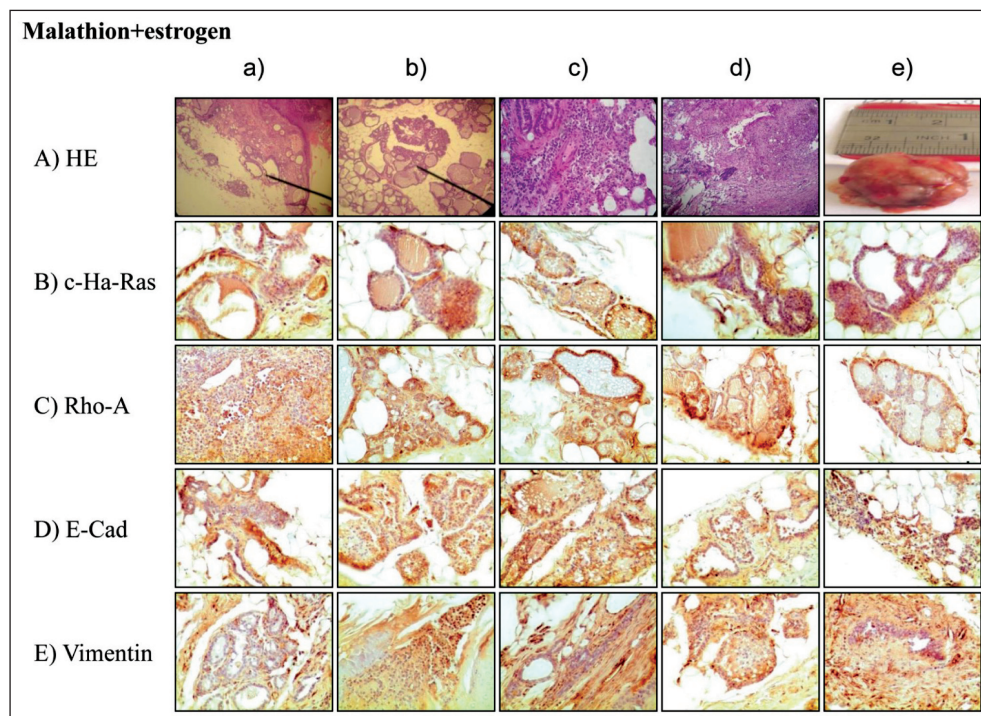 Malathion+estrogen
a) b) c) d) e)
A) HE
B) c-Ha-Ras
C) Rho-A
D) E-Cad
E) Vimentin